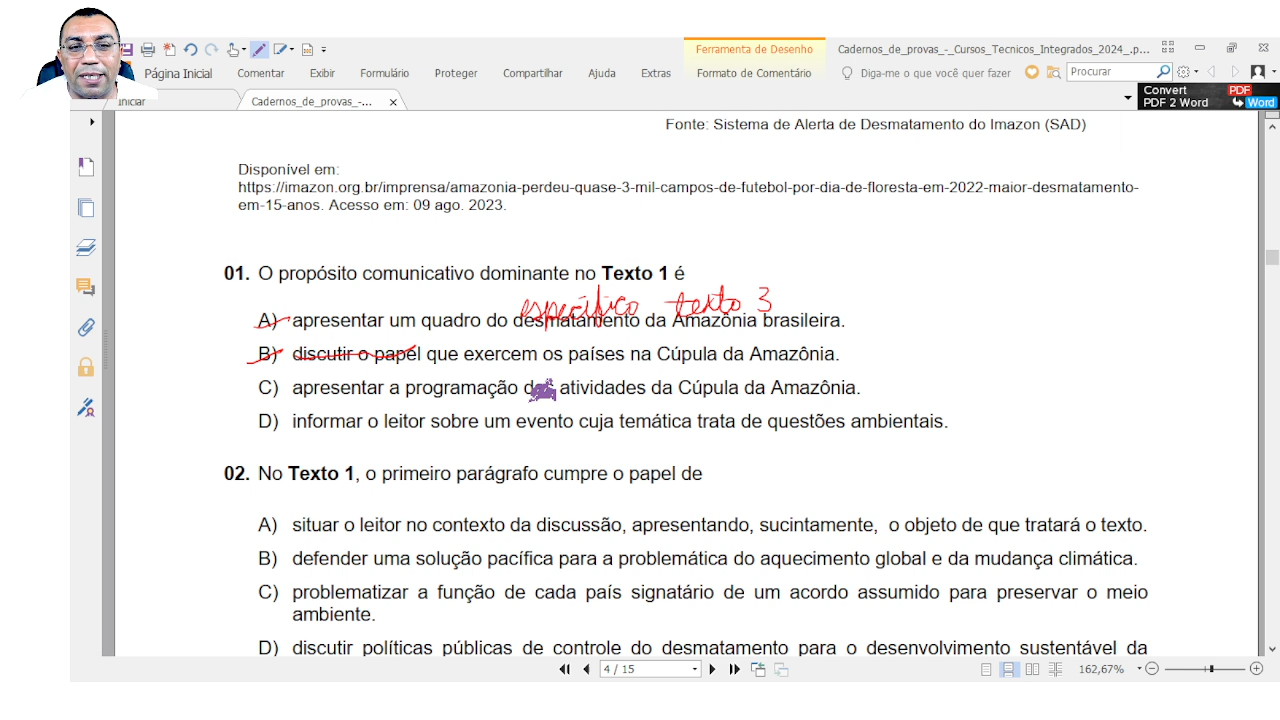 Ferramenta de Desenho
Cadernos_de_provas_-_Cursos_Tecnicos_Integrados_2024_.p...
Página Inicial
Comentar
Exibir
Formulário
Proteger
Compartilhar
Ajuda
Extras
Formato de Comentário
Diga-me o que você quer fazer
Procurar
Iniciar
Cadernos_de_provas_-...
Convert PDF
PDF 2 Word Word
Fonte: Sistema de Alerta de Desmatamento do Imazon (SAD)
Disponível em:
https://imazon.org.br/imprensa/amazonia-perdeu-quase-3-mil-campos-de-futebol-por-dia-de-floresta-em-2022-maior-desmatamento-
em-15-anos. Acesso em: 09 ago. 2023.
01. O propósito comunicativo dominante no Texto 1 é
específico texto 3
A) apresentar um quadro do desmatamento da Amazônia brasileira.
B) discutir o papel que exercem os países na Cúpula da Amazônia.
C) apresentar a programação atividades da Cúpula da Amazônia.
D) informar o leitor sobre um evento cuja temática trata de questões ambientais.
02. No Texto 1, o primeiro parágrafo cumpre o papel de
A) situar o leitor no contexto da discussão, apresentando, sucintamente, o objeto de que tratará o texto.
B) defender uma solução pacífica para a problemática do aquecimento global e da mudança climática.
C) problematizar a função de cada país signatário de um acordo assumido para preservar o meio
ambiente.
D) discutir políticas públicas de controle do desmatamento para o desenvolvimento sustentável da
4 / 15
162,67%